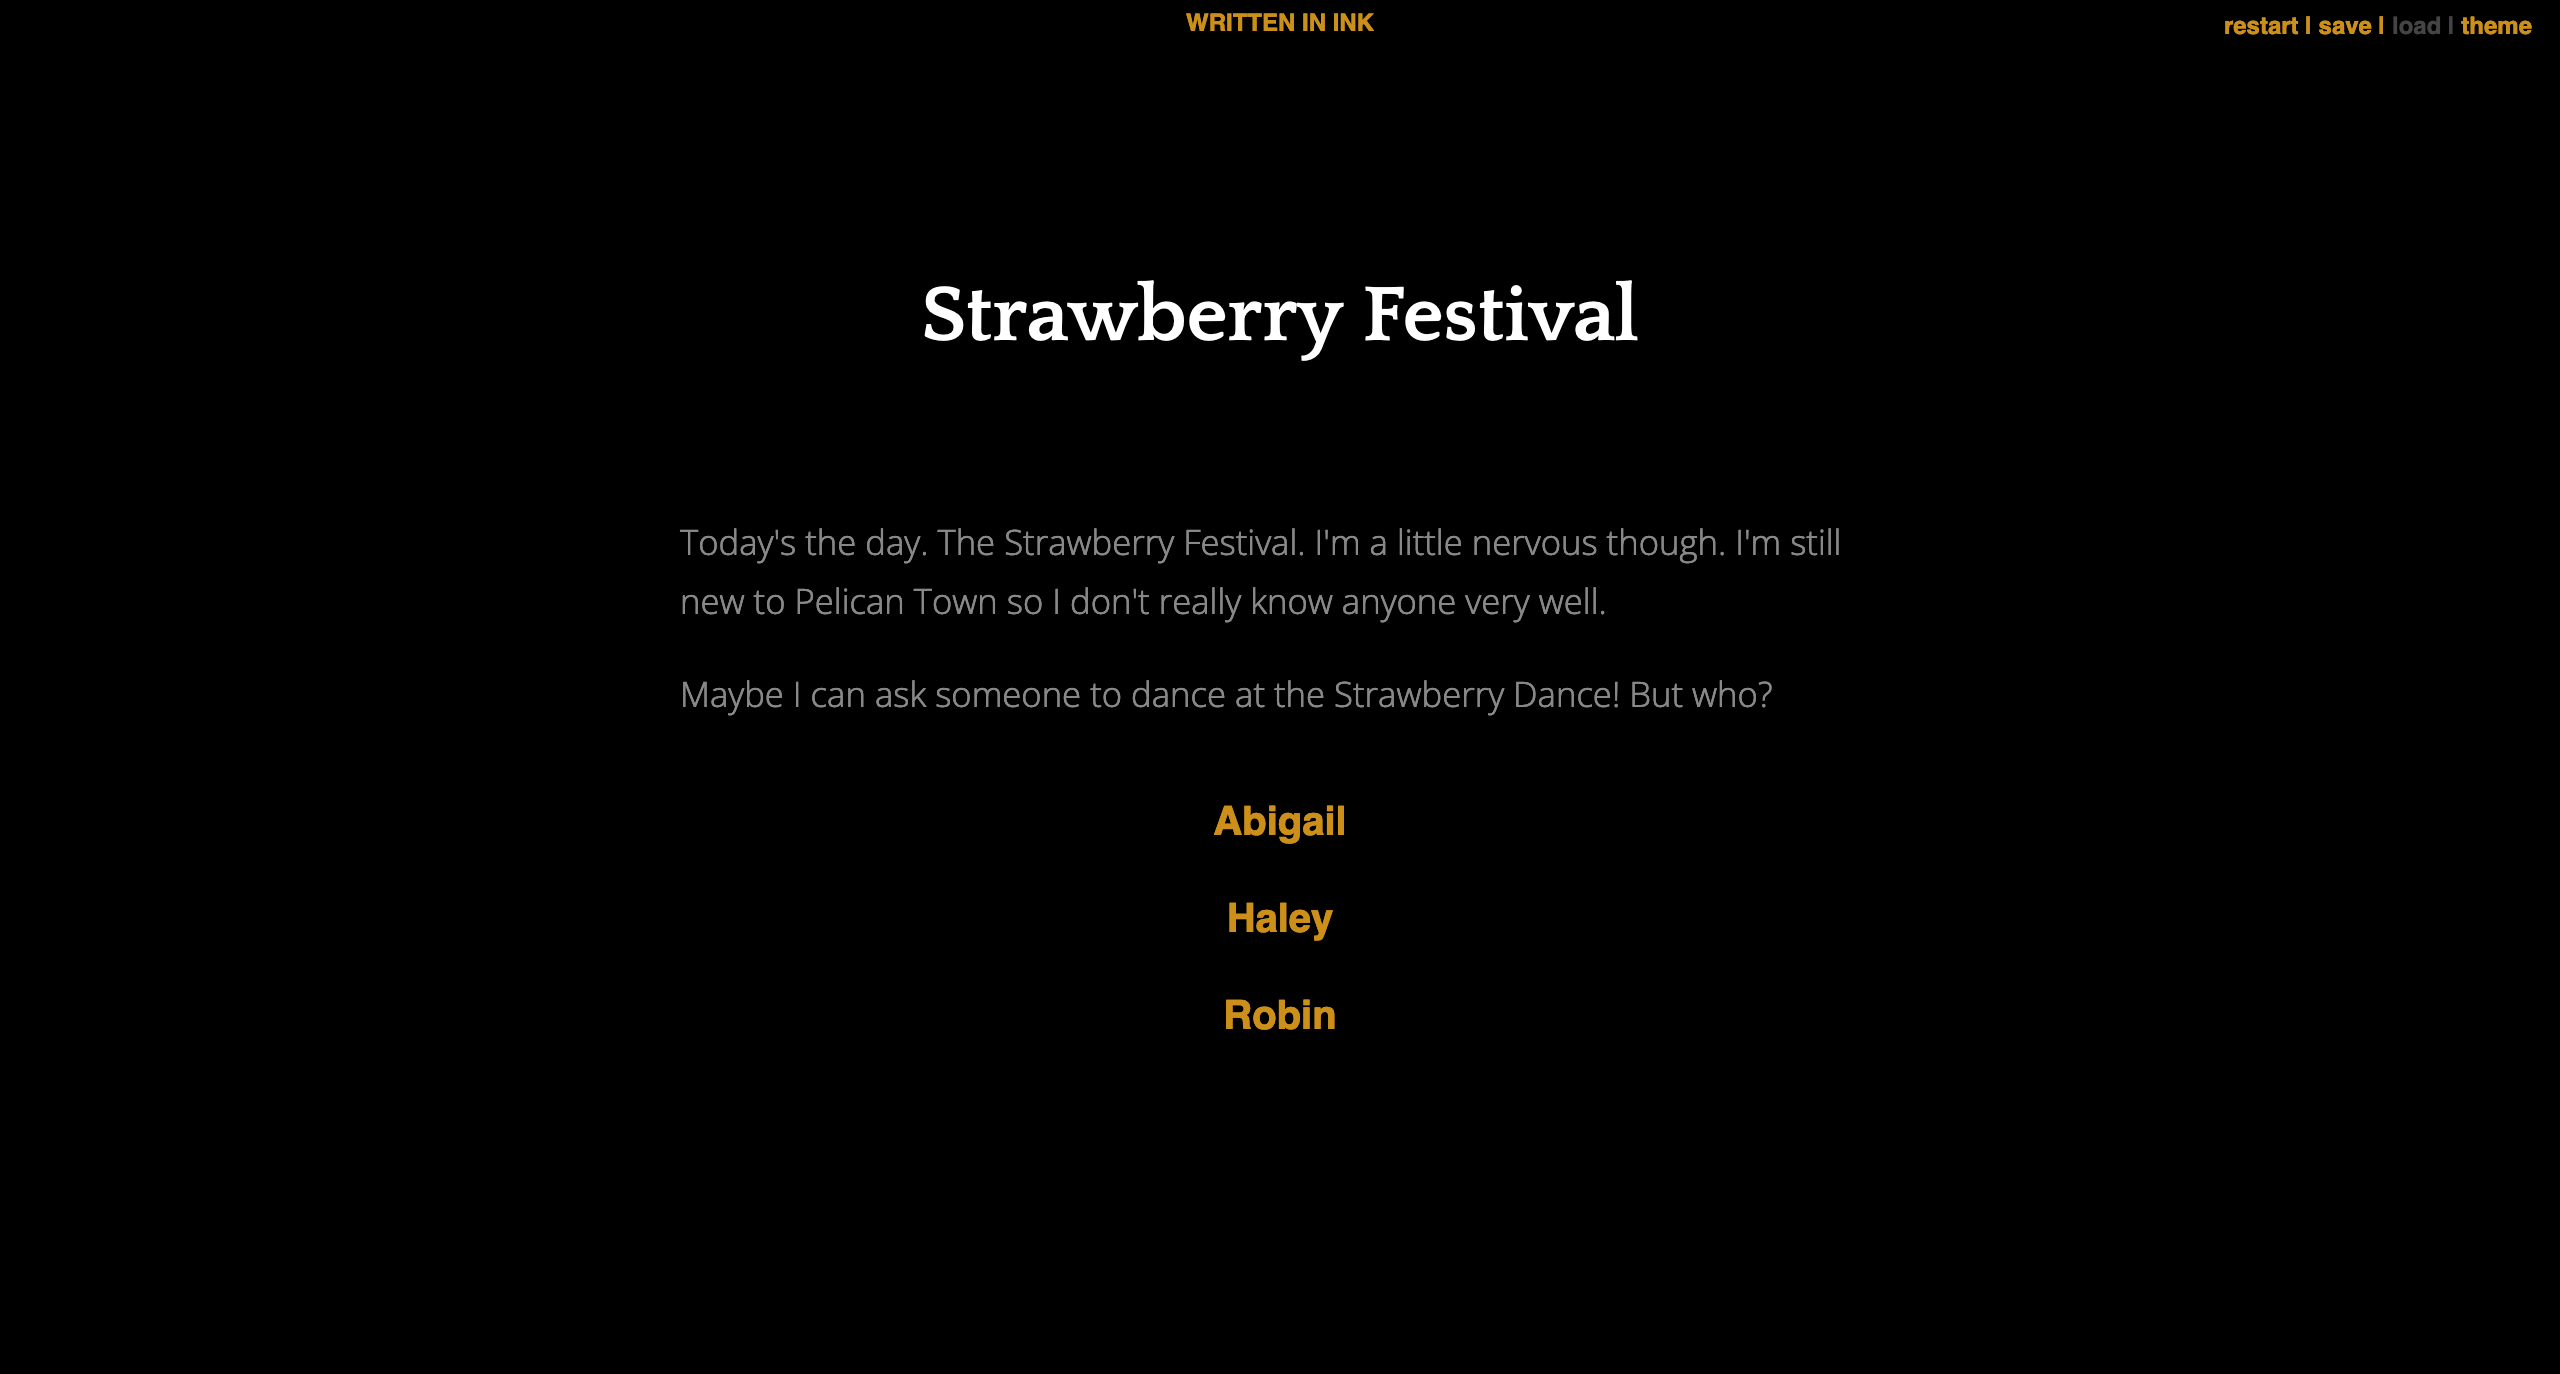 WRITTEN IN INK
restart | save | load | theme
Strawberry Festival
Today's the day. The Strawberry Festival. I'm a little nervous though. I'm still
new to Pelican Town so I don't really know anyone very well.
Maybe I can ask someone to dance at the Strawberry Dance! But who?
Abigail
Haley
Robin